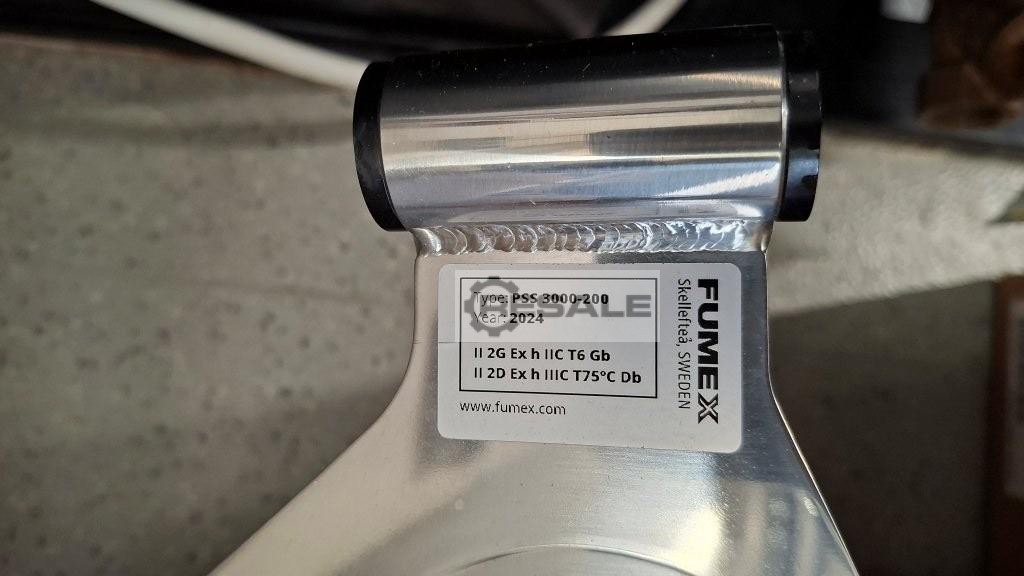 Type: PSS 3000-200
Year: 2024
II 2G Ex h IIC T6 Gb
II 2D Ex h IIIC T75°C Db
www.fumex.com
FUMEX
Skellefteå, SWEDEN
RESALE